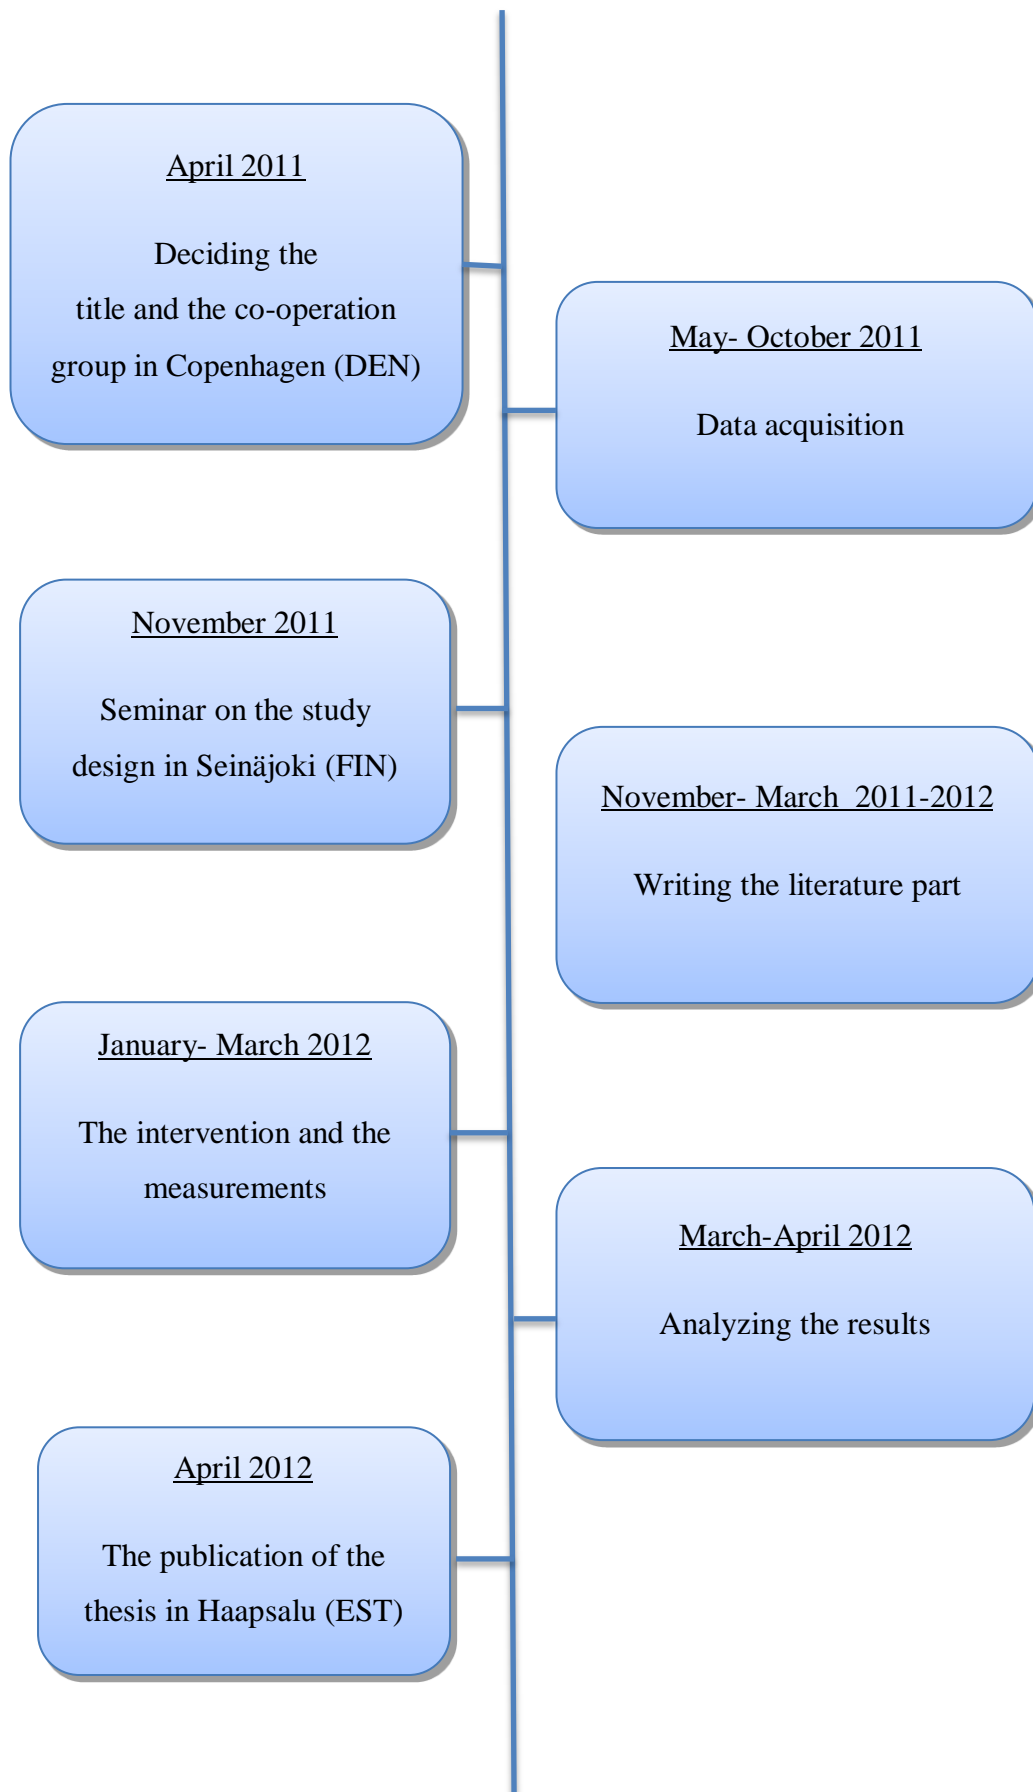 April 2011
Deciding the
title and the co-operation
group in Copenhagen (DEN)
May- October 2011
Data acquisition
November 2011
Seminar on the study
design in Seinäjoki (FIN)
November- March  2011-2012
Writing the literature part
January- March 2012
The intervention and the
measurements
March-April 2012
Analyzing the results
April 2012
The publication of the
thesis in Haapsalu (EST)